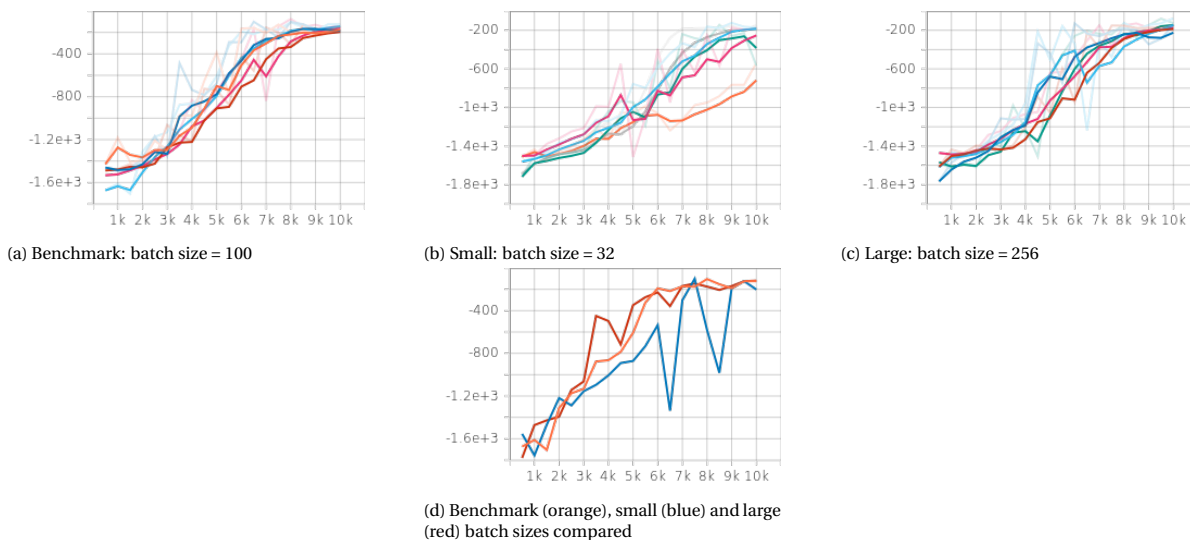 -400
-800
-1.2e+3
-1.6e+3
1k 2k 3k 4k 5k 6k 7k 8k 9k 10k
(a) Benchmark: batch size = 100
-200
-600
-1e+3
-1.4e+3
-1.8e+3
1k 2k 3k 4k 5k 6k 7k 8k 9k 10k
(b) Small: batch size = 32
-200
-600
-1e+3
-1.4e+3
-1.8e+3
1k 2k 3k 4k 5k 6k 7k 8k 9k 10k
(c) Large: batch size = 256
-400
-800
-1.2e+3
-1.6e+3
1k 2k 3k 4k 5k 6k 7k 8k 9k 10k
(d) Benchmark (orange), small (blue) and large
(red) batch sizes compared